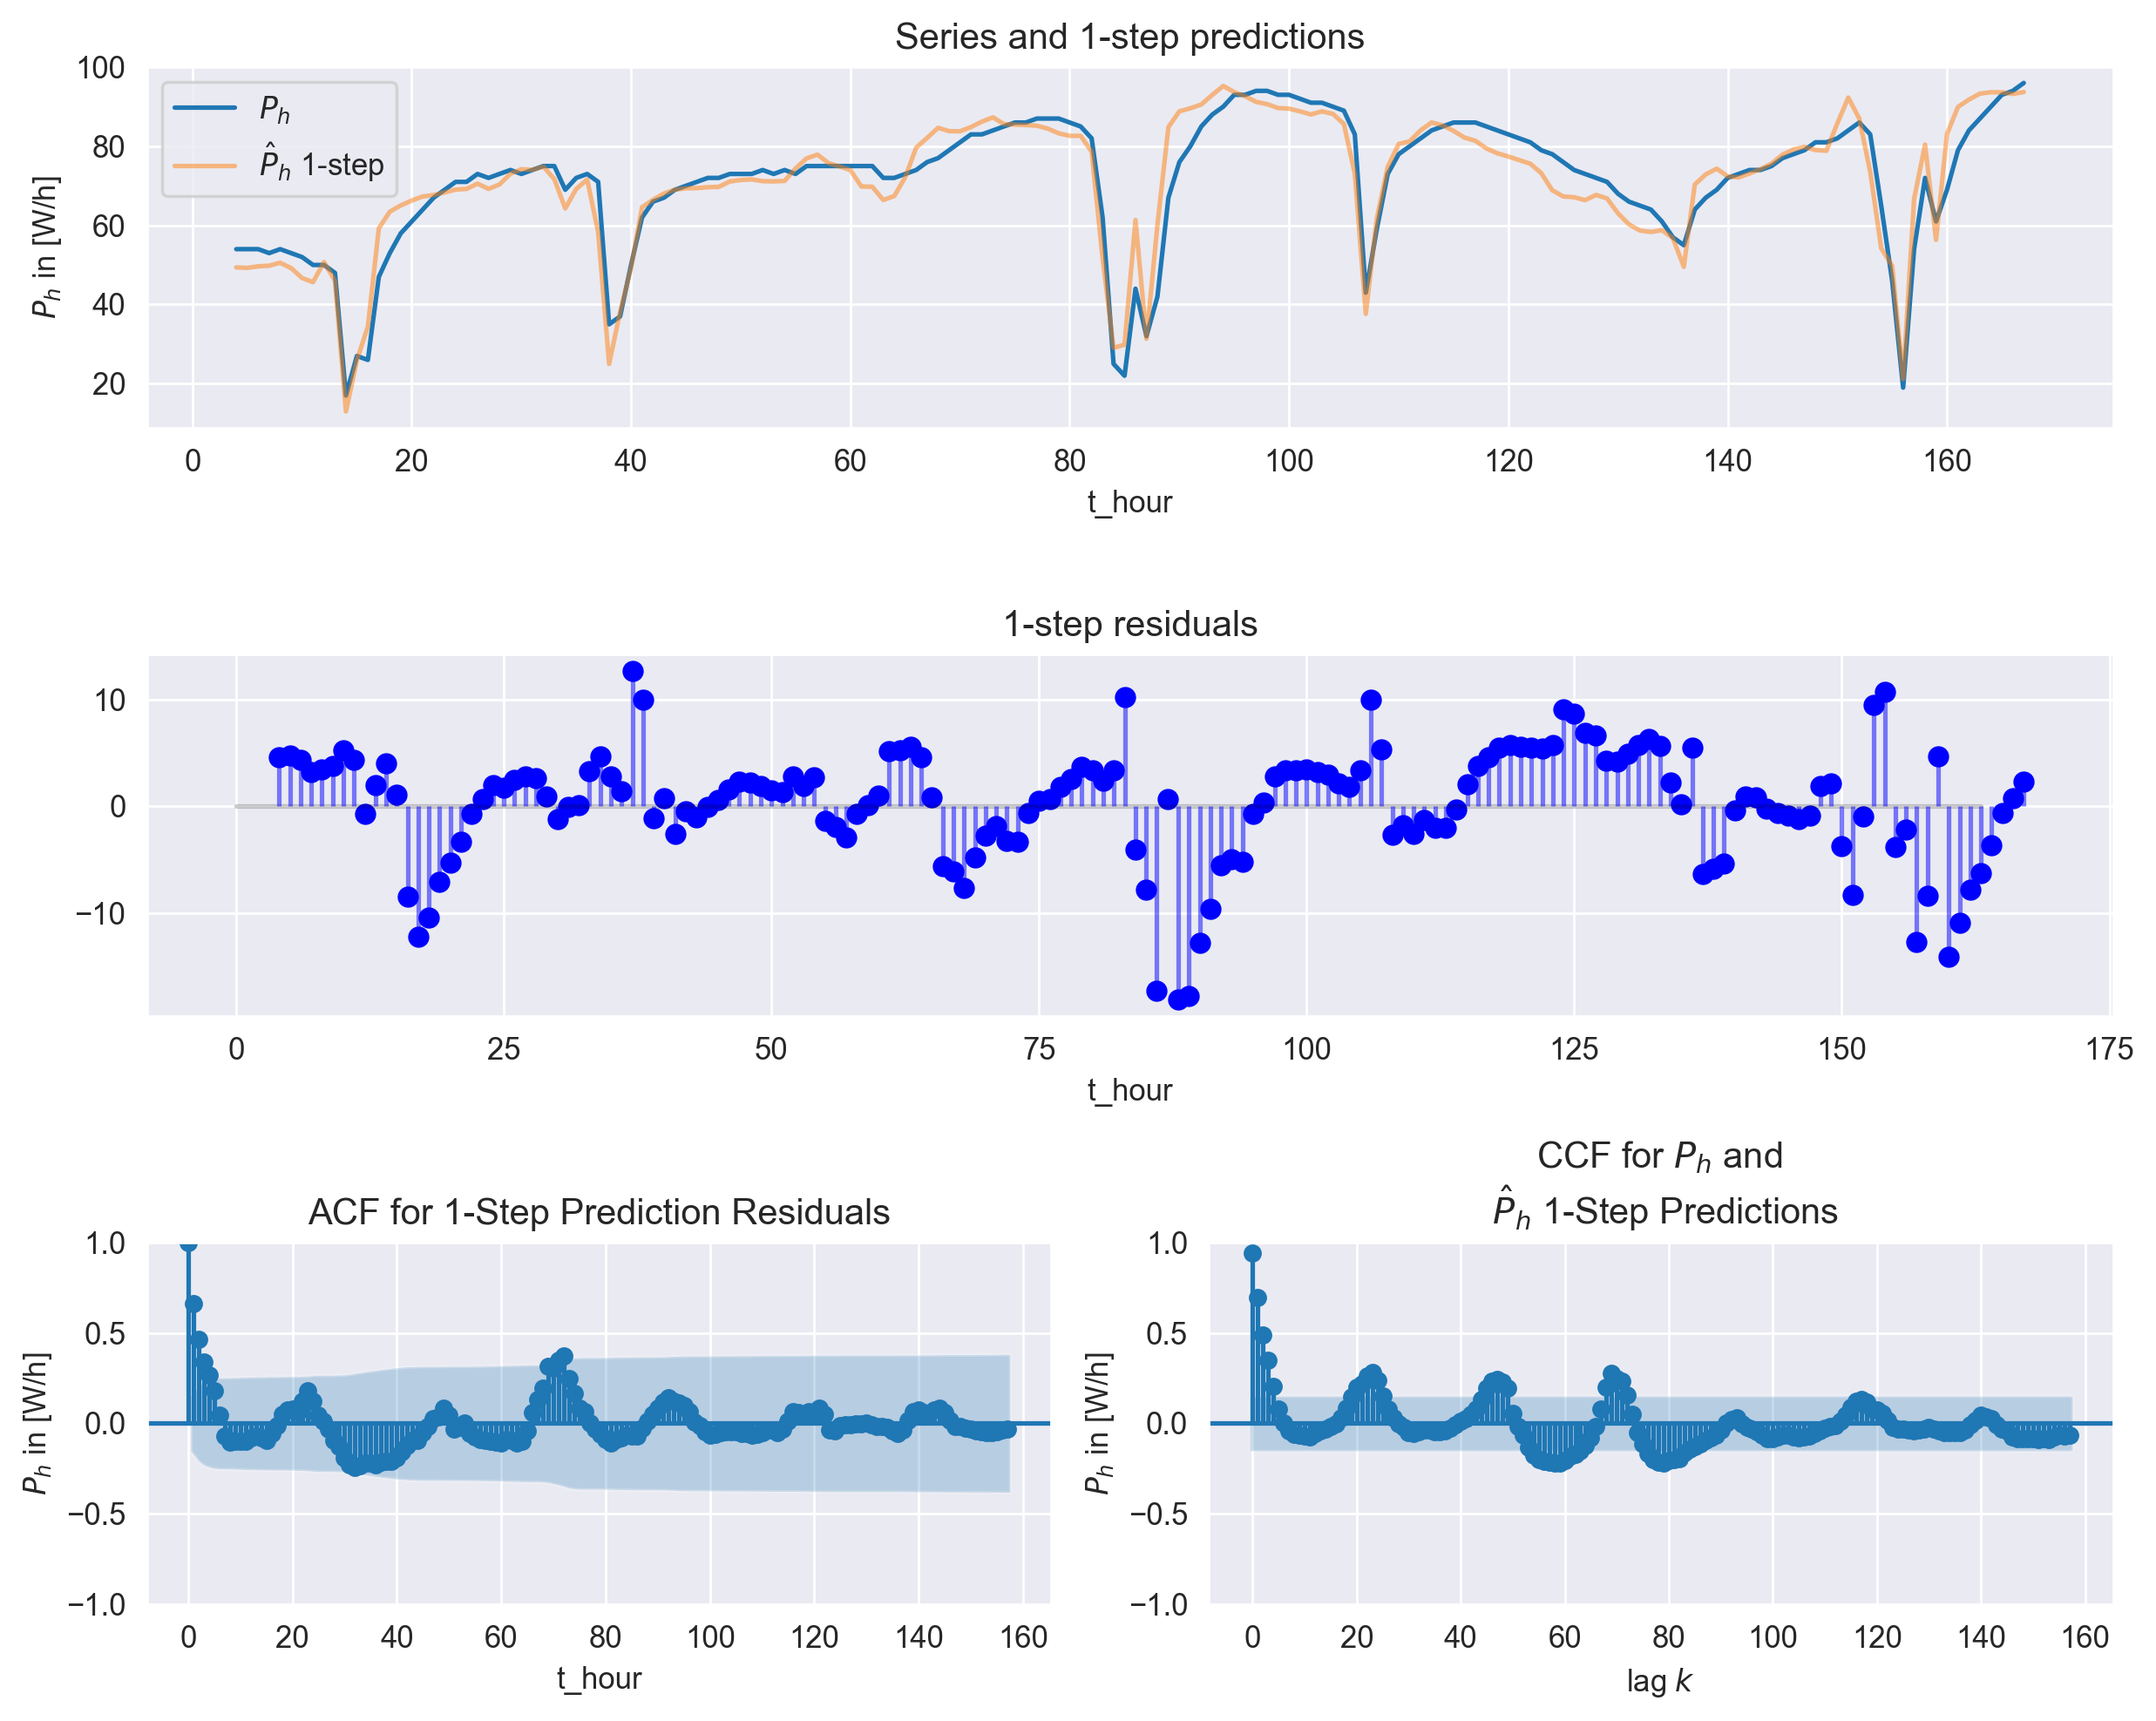 Series and 1-step predictions
100
80
60
40
20
P_h in [W/h]
P_h
P̂_h 1-step
0 20 40 60 80 100 120 140 160
t_hour
1-step residuals
10
0
−10
0 25 50 75 100 125 150 175
t_hour
ACF for 1-Step Prediction Residuals
1.0
0.5
0.0
−0.5
−1.0
P_h in [W/h]
0 20 40 60 80 100 120 140 160
t_hour
CCF for P_h and
P̂_h 1-Step Predictions
1.0
0.5
0.0
−0.5
−1.0
P_h in [W/h]
0 20 40 60 80 100 120 140 160
lag k